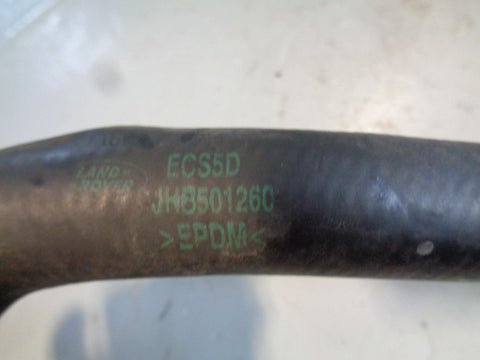 LAND-
ROVER
ECS5D
JHB501260
>EPDM<